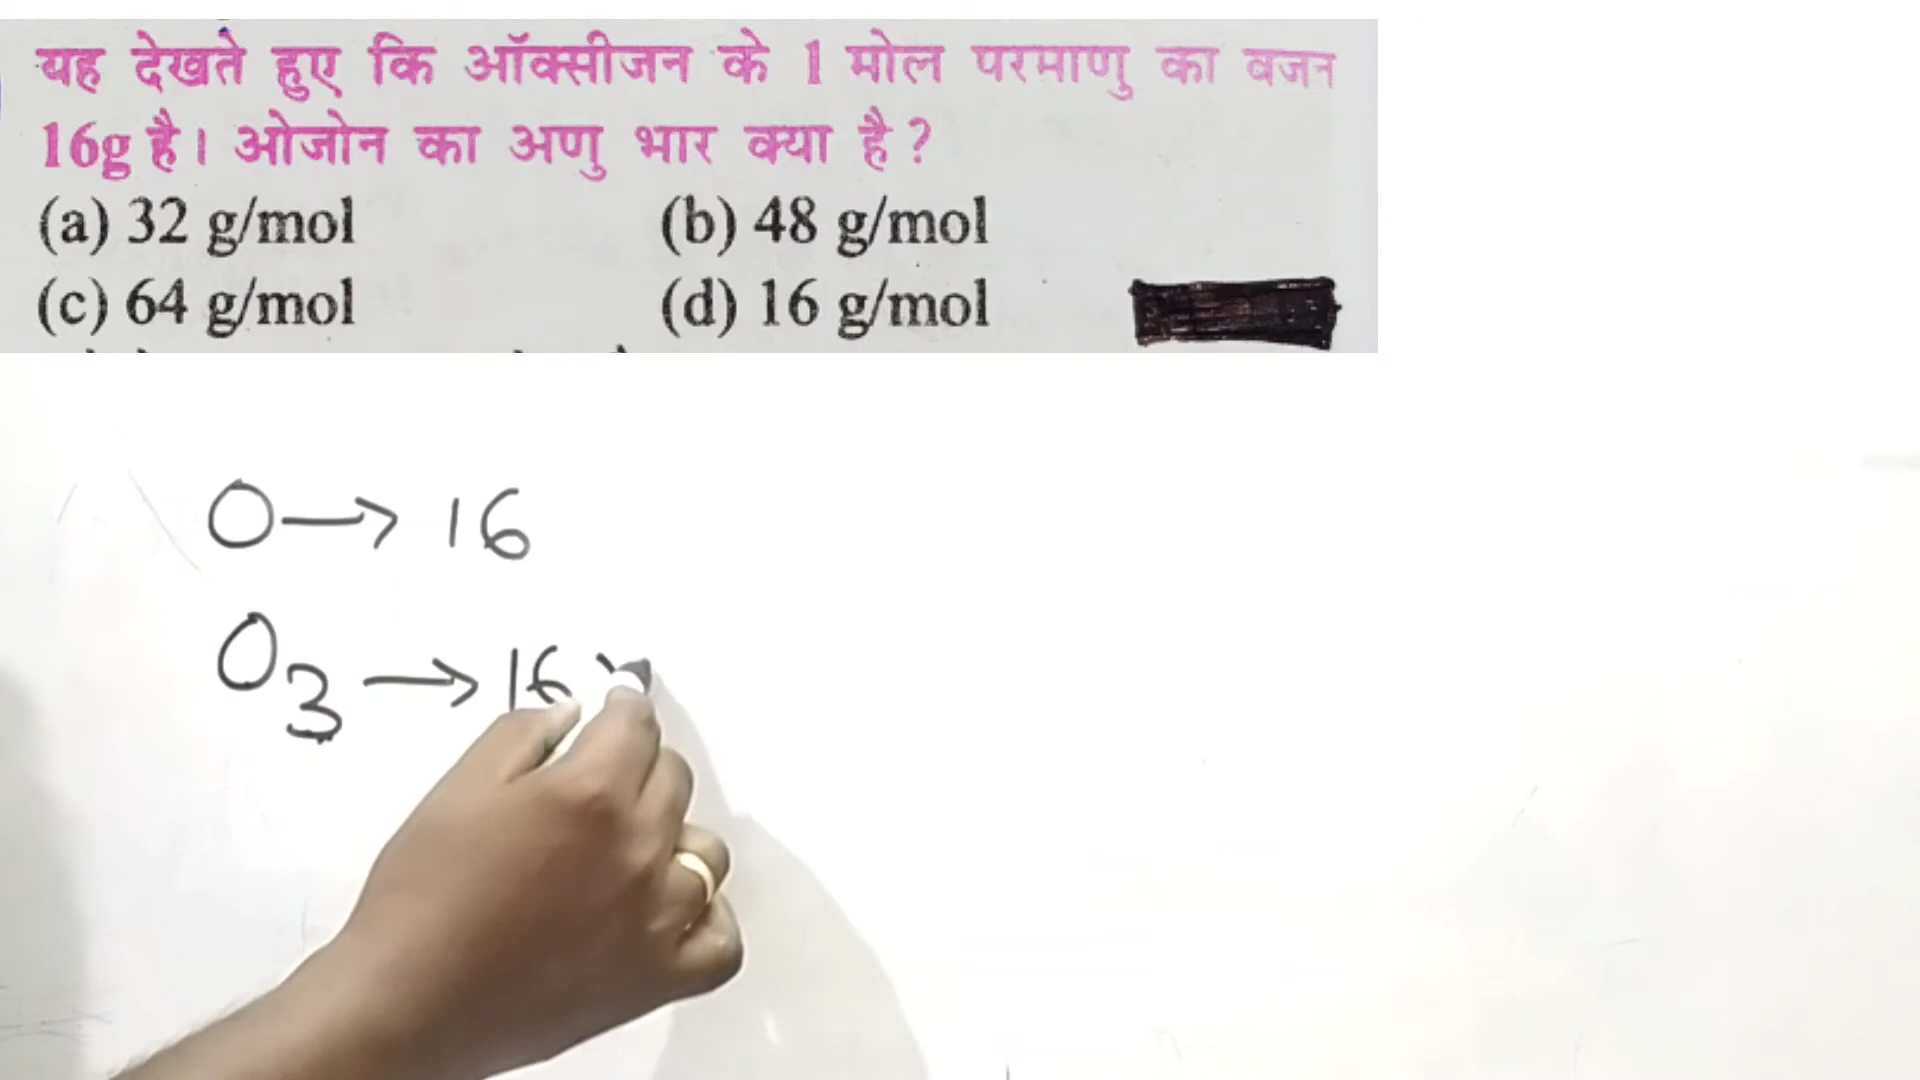 यह देखते हुए कि ऑक्सीजन के 1 मोल परमाणु का वजन
16g है। ओजोन का अणु भार क्या है?
(a) 32 g/mol (b) 48 g/mol
(c) 64 g/mol (d) 16 g/mol
O → 16
O3 → 16